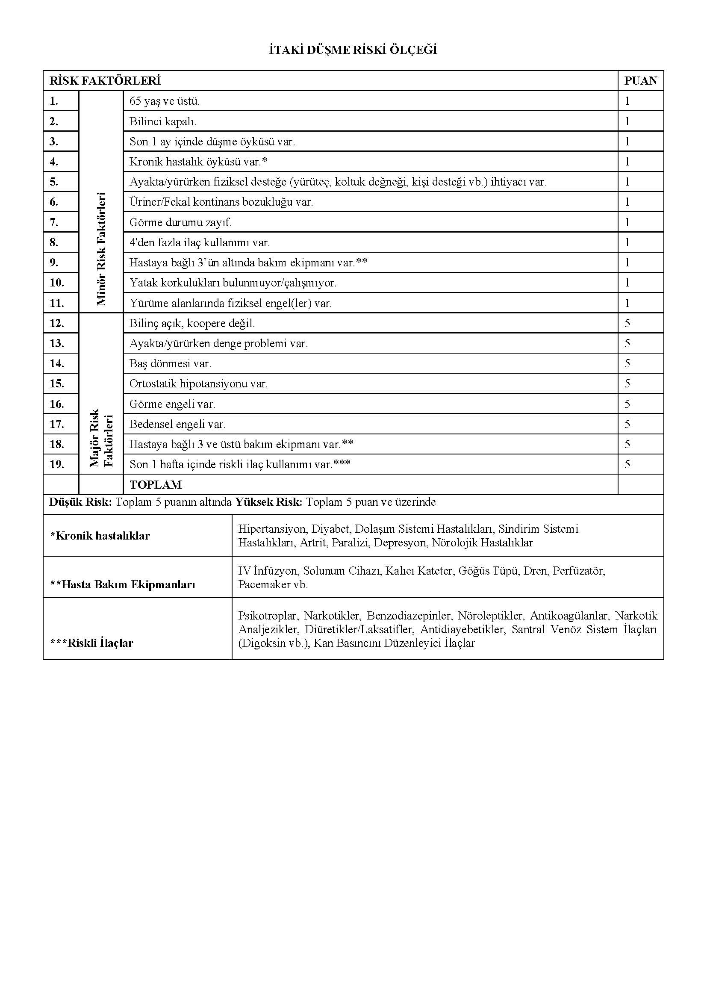 İTAKİ DÜŞME RİSKİ ÖLÇEĞİ
RİSK FAKTÖRLERİ PUAN
Minör Risk Faktörleri
1. 65 yaş ve üstü. 1
2. Bilinci kapalı. 1
3. Son 1 ay içinde düşme öyküsü var. 1
4. Kronik hastalık öyküsü var.* 1
5. Ayakta/yürürken fiziksel desteğe (yürüteç, koltuk değneği, kişi desteği vb.) ihtiyacı var. 1
6. Üriner/Fekal kontinans bozukluğu var. 1
7. Görme durumu zayıf. 1
8. 4'den fazla ilaç kullanımı var. 1
9. Hastaya bağlı 3’ün altında bakım ekipmanı var.** 1
10. Yatak korkulukları bulunmuyor/çalışmıyor. 1
11. Yürüme alanlarında fiziksel engel(ler) var. 1
Majör Risk
Faktörleri
12. Bilinç açık, koopere değil. 5
13. Ayakta/yürürken denge problemi var. 5
14. Baş dönmesi var. 5
15. Ortostatik hipotansiyonu var. 5
16. Görme engeli var. 5
17. Bedensel engeli var. 5
18. Hastaya bağlı 3 ve üstü bakım ekipmanı var.** 5
19. Son 1 hafta içinde riskli ilaç kullanımı var.*** 5
TOPLAM
Düşük Risk: Toplam 5 puanın altında Yüksek Risk: Toplam 5 puan ve üzerinde
*Kronik hastalıklar
Hipertansiyon, Diyabet, Dolaşım Sistemi Hastalıkları, Sindirim Sistemi
Hastalıkları, Artrit, Paralizi, Depresyon, Nörolojik Hastalıklar
**Hasta Bakım Ekipmanları
IV İnfüzyon, Solunum Cihazı, Kalıcı Kateter, Göğüs Tüpü, Dren, Perfüzatör,
Pacemaker vb.
***Riskli İlaçlar
Psikotroplar, Narkotikler, Benzodiazepinler, Nöroleptikler, Antikoagülanlar, Narkotik
Analjezikler, Diüretikler/Laksatifler, Antidiayebetikler, Santral Venöz Sistem İlaçları
(Digoksin vb.), Kan Basıncını Düzenleyici İlaçlar